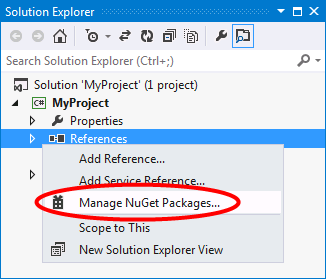 Solution Explorer
Search Solution Explorer (Ctrl+;)
Solution 'MyProject' (1 project)
C# MyProject
Properties
References
Add Reference...
Add Service Reference...
Manage NuGet Packages...
Scope to This
New Solution Explorer View